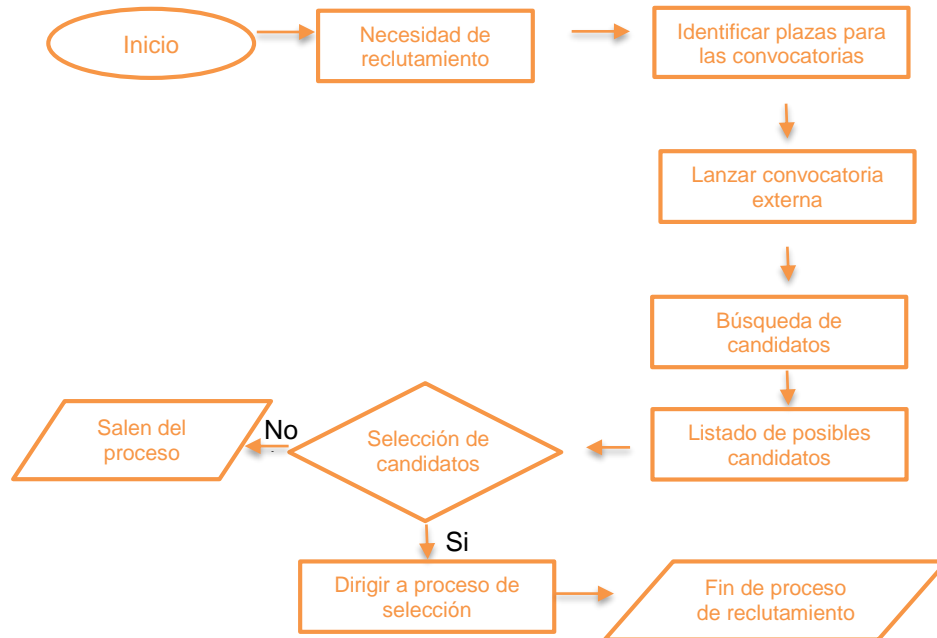 Inicio
Necesidad de
reclutamiento
Identificar plazas para
las convocatorias
Lanzar convocatoria
externa
Búsqueda de
candidatos
Listado de posibles
candidatos
Selección de
candidatos
No
Salen del
proceso
Si
Dirigir a proceso de
selección
Fin de proceso
de reclutamiento